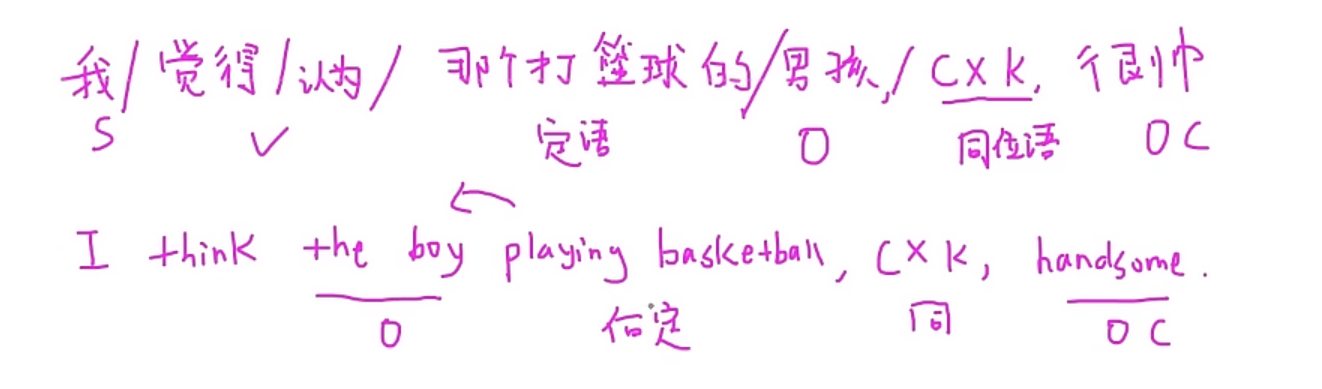 我/觉得/认为/ 那个打篮球的/男孩,/CXK, 很帅
S V 定语 O 同位语 OC
I think the boy playing basketball, CXK, handsome.
O 后定 同 OC